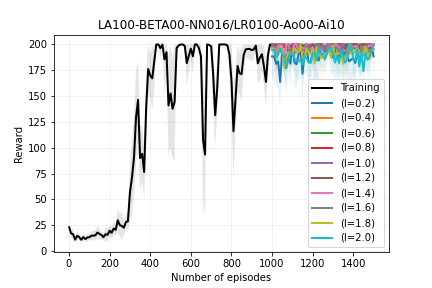 LA100-BETA00-NN016/LR0100-Ao00-Ai10
200
175
150
125
100
75
50
25
0
Reward
0 200 400 600 800 1000 1200 1400
Number of episodes
Training
(l=0.2)
(l=0.4)
(l=0.6)
(l=0.8)
(l=1.0)
(l=1.2)
(l=1.4)
(l=1.6)
(l=1.8)
(l=2.0)